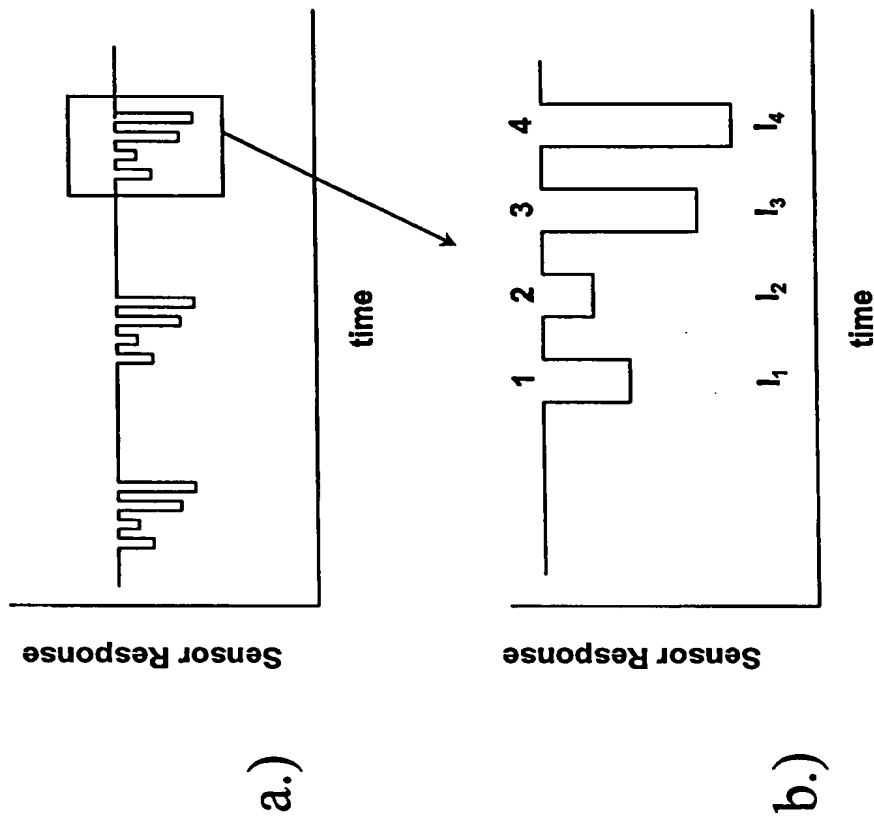 a.)
Sensor Response
time
b.)
Sensor Response
1 2 3 4
I₁ I₂ I₃ I₄
time